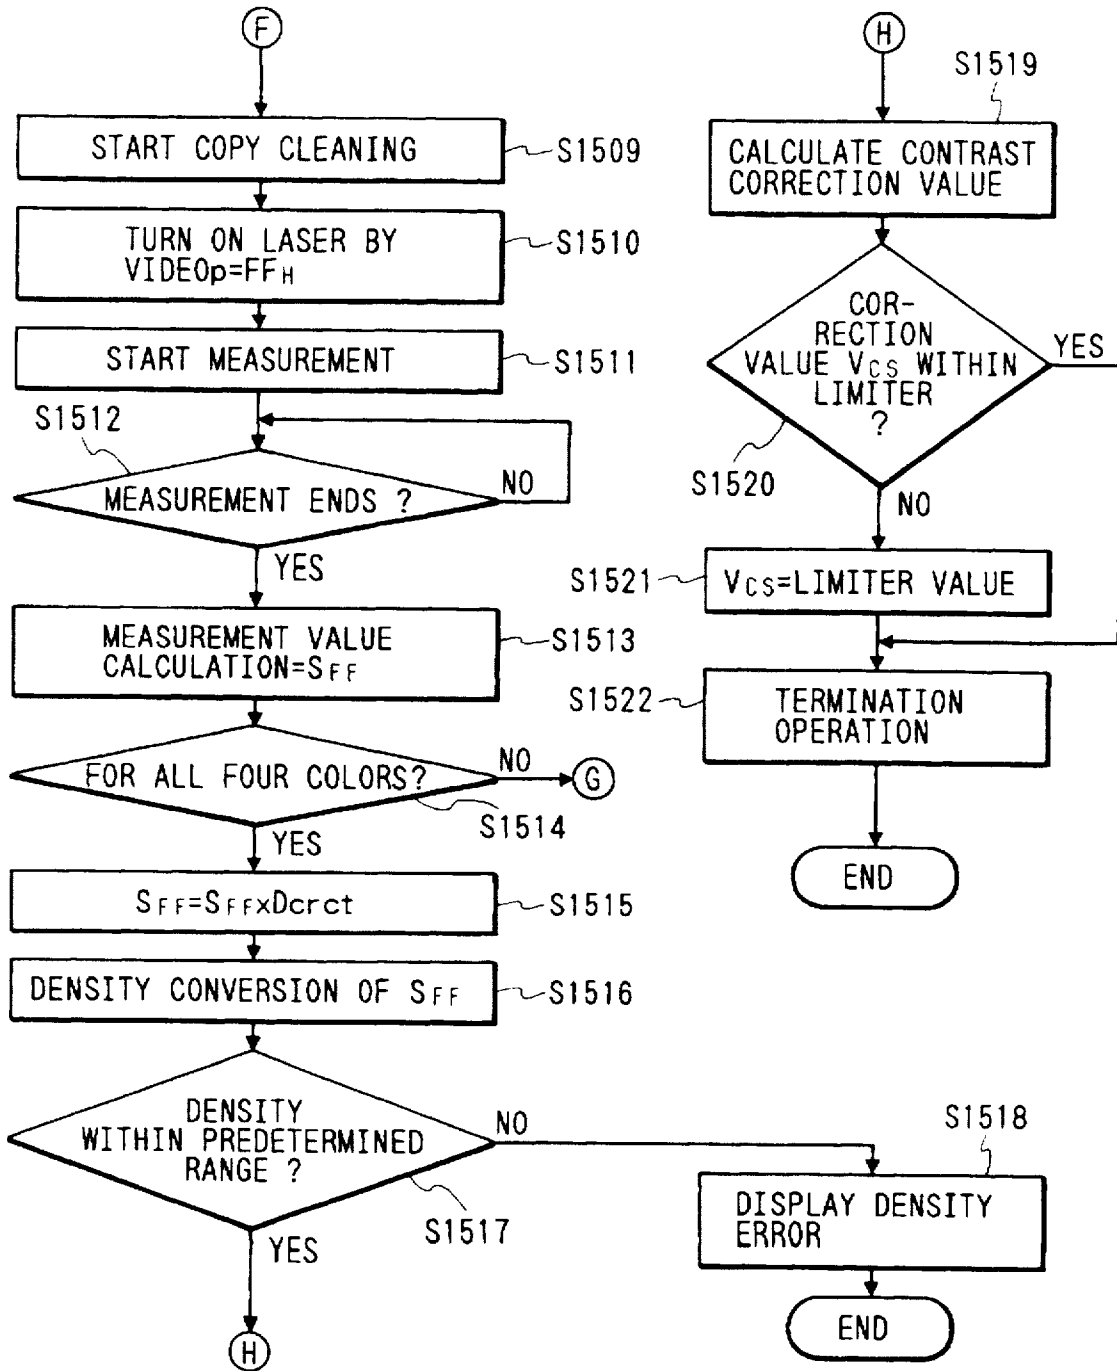 F
START COPY CLEANING
S1509
TURN ON LASER BY
VIDEOp=FFH
S1510
START MEASUREMENT
S1511
S1512
MEASUREMENT ENDS ?
NO
YES
MEASUREMENT VALUE
CALCULATION=SFF
S1513
FOR ALL FOUR COLORS?
NO
G
S1514
YES
SFF=SFFxDcrct
S1515
DENSITY CONVERSION OF SFF
S1516
DENSITY
WITHIN PREDETERMINED
RANGE ?
NO
S1517
YES
H
S1518
DISPLAY DENSITY
ERROR
END
H
S1519
CALCULATE CONTRAST
CORRECTION VALUE
COR-
RECTION
VALUE VCS WITHIN
LIMITER
?
YES
S1520
NO
S1521
VCS=LIMITER VALUE
S1522
TERMINATION
OPERATION
END